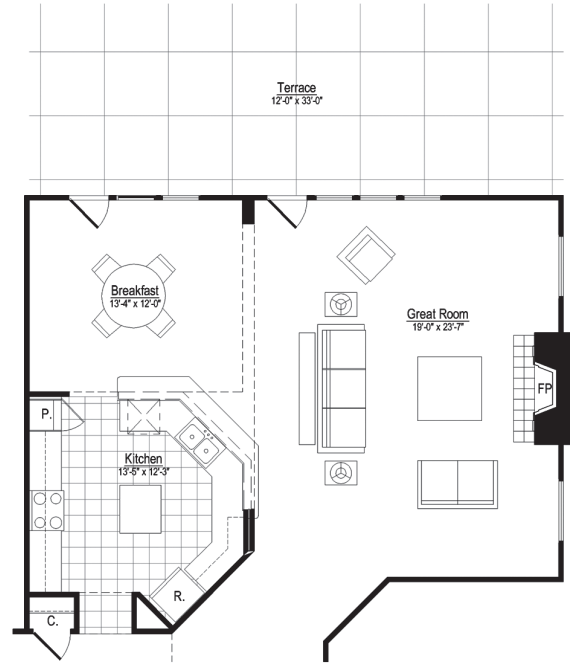 Terrace
12'-0" x 33'-0"
Breakfast
13'-4" x 12'-0"
Great Room
19'-0" x 23'-7"
FP
P.
Kitchen
13'-5" x 12'-3"
R.
C.